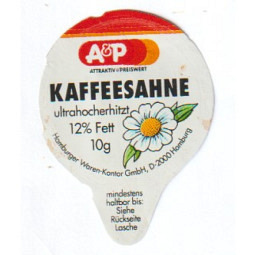 A&P
ATTRAKTIV+PREISWERT
KAFFEESAHNE
ultrahocherhitzt
12% Fett
10g
Hamburger Waren-Kontor GmbH, D-2000 Hamburg
mindestens
haltbar bis:
Siehe
Rückseite
Lasche